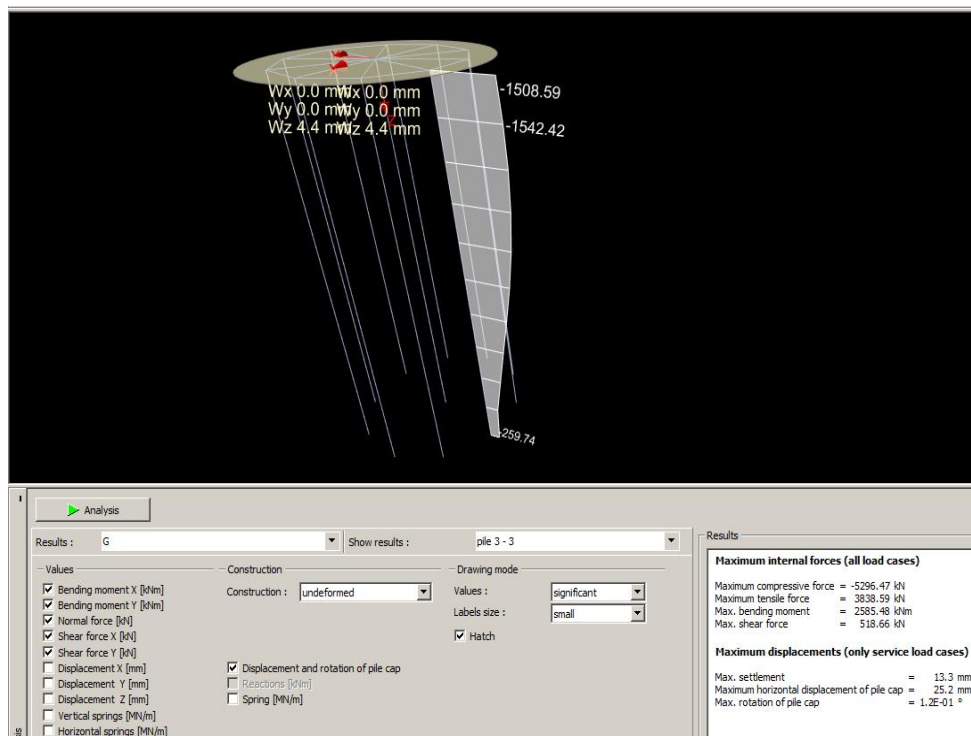 -1508.59
Wx 0.0 mm Wx 0.0 mm
Wy 0.0 mm Wy 0.0 mm
Wz 4.4 mm Wz 4.4 mm
-1542.42
-259.74
Analysis
Results : G Show results : pile 3 - 3
Values Construction Drawing mode
Bending moment X [kNm] Construction : undeformed Values : significant
Bending moment Y [kNm]
Normal force [kN] Labels size : small
Shear force X [kN] Hatch
Shear force Y [kN]
Displacement X [mm] Displacement and rotation of pile cap
Displacement Y [mm] Reactions [kNm]
Displacement Z [mm] Spring [MN/m]
Vertical springs [MN/m]
Horizontal springs [MN/m]
Results
Maximum internal forces (all load cases)
Maximum compressive force = -5296.47 kN
Maximum tensile force = 3838.59 kN
Max. bending moment = 2585.48 kNm
Max. shear force = 518.66 kN
Maximum displacements (only service load cases)
Max. settlement = 13.3 mm
Maximum horizontal displacement of pile cap = 25.2 mm
Max. rotation of pile cap = 1.2E-01 °